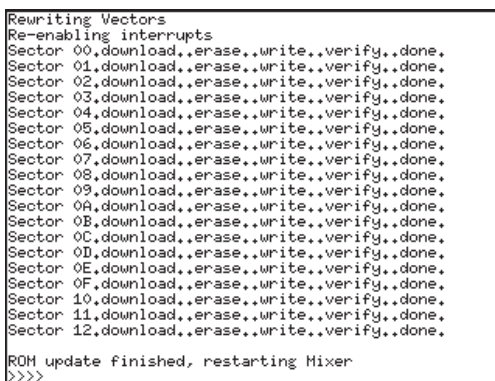 Rewriting Vectors
Re-enabling interrupts
Sector 00.download..erase..write..verify..done.
Sector 01.download..erase..write..verify..done.
Sector 02.download..erase..write..verify..done.
Sector 03.download..erase..write..verify..done.
Sector 04.download..erase..write..verify..done.
Sector 05.download..erase..write..verify..done.
Sector 06.download..erase..write..verify..done.
Sector 07.download..erase..write..verify..done.
Sector 08.download..erase..write..verify..done.
Sector 09.download..erase..write..verify..done.
Sector 0A.download..erase..write..verify..done.
Sector 0B.download..erase..write..verify..done.
Sector 0C.download..erase..write..verify..done.
Sector 0D.download..erase..write..verify..done.
Sector 0E.download..erase..write..verify..done.
Sector 0F.download..erase..write..verify..done.
Sector 10.download..erase..write..verify..done.
Sector 11.download..erase..write..verify..done.
Sector 12.download..erase..write..verify..done.
ROM update finished, restarting Mixer
>>>>